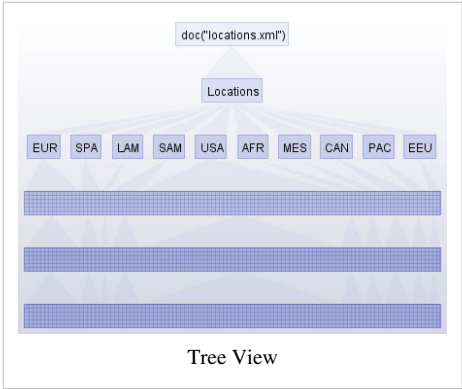 doc("locations.xml")
Locations
EUR SPA LAM SAM USA AFR MES CAN PAC EEU
Tree View